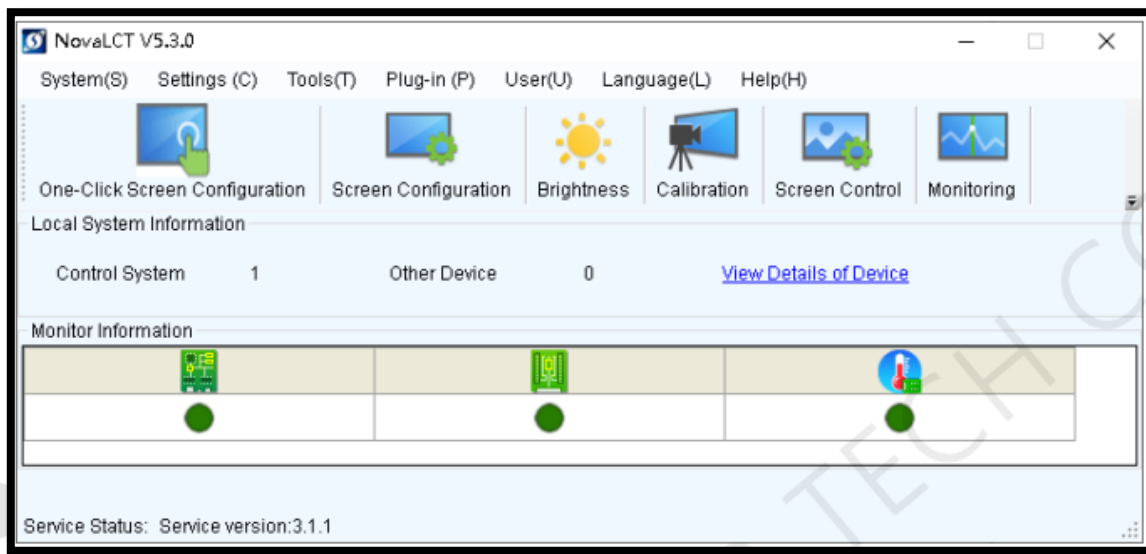 NovaLCT V5.3.0
System(S) Settings (C) Tools(T) Plug-in (P) User(U) Language(L) Help(H)
One-Click Screen Configuration Screen Configuration Brightness Calibration Screen Control Monitoring
Local System Information
Control System 1 Other Device 0 View Details of Device
Monitor Information
Service Status: Service version:3.1.1
TECH